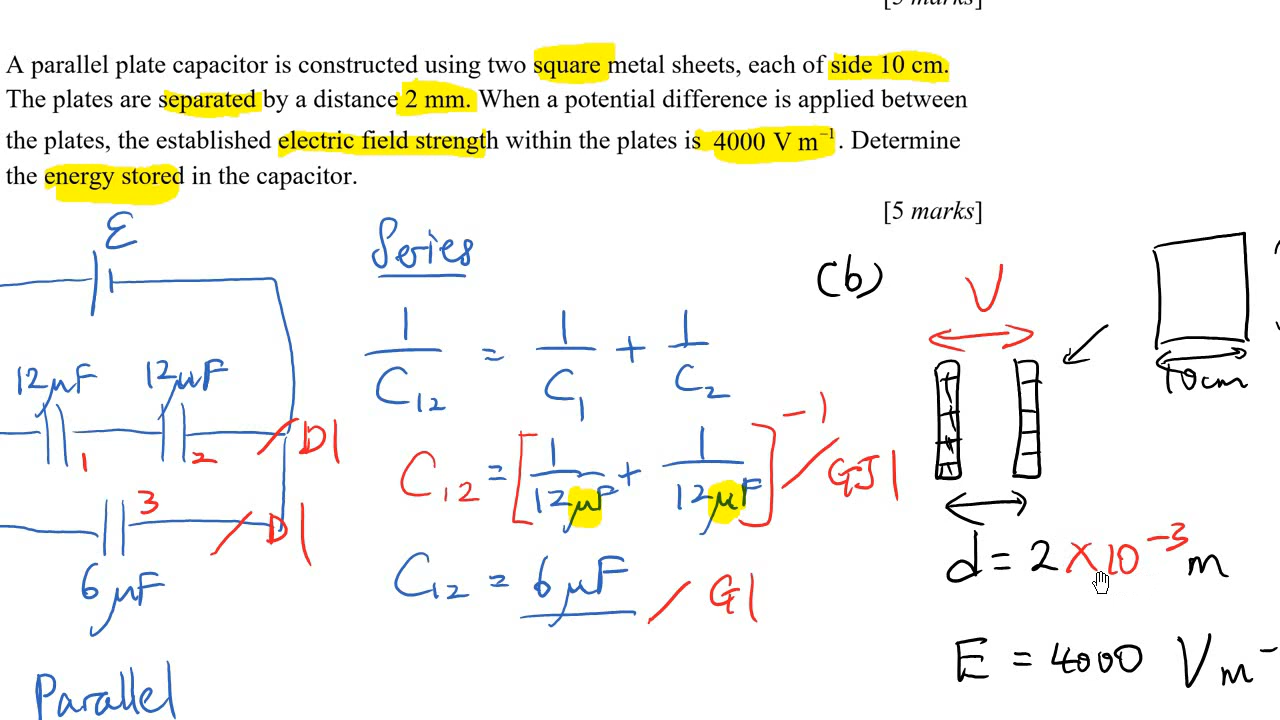 [5 marks]
A parallel plate capacitor is constructed using two square metal sheets, each of side 10 cm.
The plates are separated by a distance 2 mm. When a potential difference is applied between
the plates, the established electric field strength within the plates is 4000 V m⁻¹. Determine
the energy stored in the capacitor.
[5 marks]
ℰ
12μF 12μF
1 2 / D1
3 / D1
6μF
Parallel
Series
1/C₁₂ = 1/C₁ + 1/C₂
C₁₂ = [1/12μF + 1/12μF]⁻¹ / GJ1
C₁₂ = 6μF / G1
(b)
V
10cm
d = 2 ×10⁻³ m
E = 4000 Vm⁻